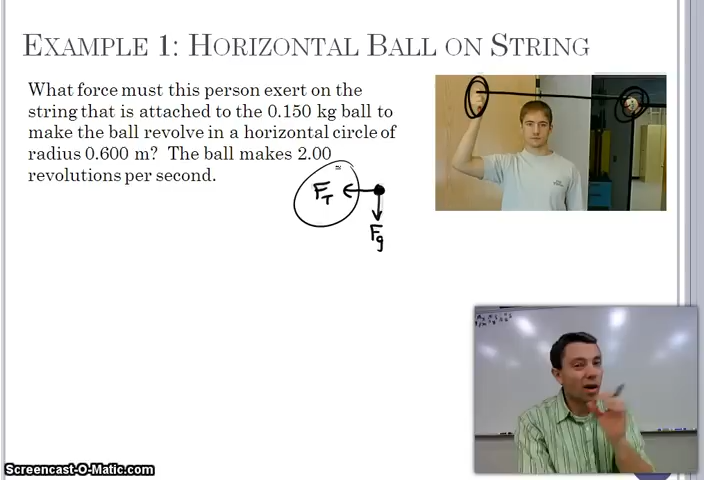 EXAMPLE 1: HORIZONTAL BALL ON STRING
What force must this person exert on the
string that is attached to the 0.150 kg ball to
make the ball revolve in a horizontal circle of
radius 0.600 m? The ball makes 2.00
revolutions per second.
FT
Fg
Screencast-O-Matic.com